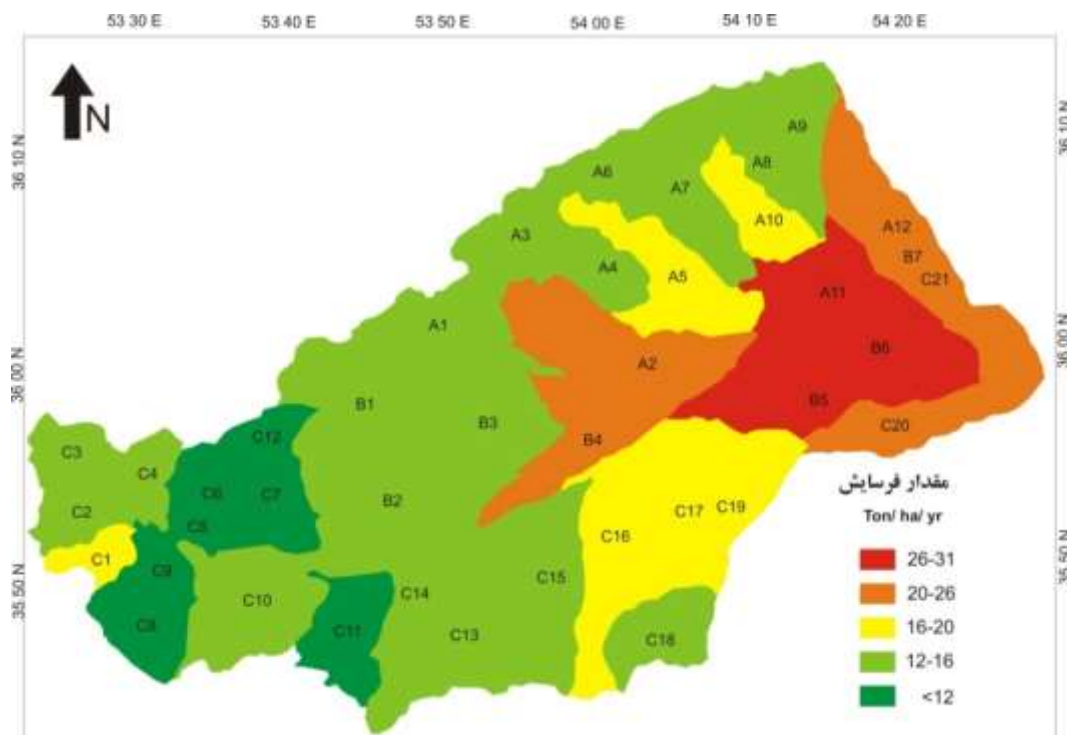 53 30 E 53 40 E 53 50 E 54 00 E 54 10 E 54 20 E
N
36 10 N
36 00 N
35 50 N
36 10 N
36 00 N
35 50 N
A9
A8
A6
A7
A10
A3
A12
A4
A5
B7
C21
A11
A1
B6
A2
B1
B5
B3
C20
C12
B4
C3
C4
C6
C7
B2
C2
C5
C16
C17
C19
C1
C9
C15
C10
C14
C8
C11
C13
C18
مقدار فرسایش
Ton/ ha/ yr
26-31
20-26
16-20
12-16
<12